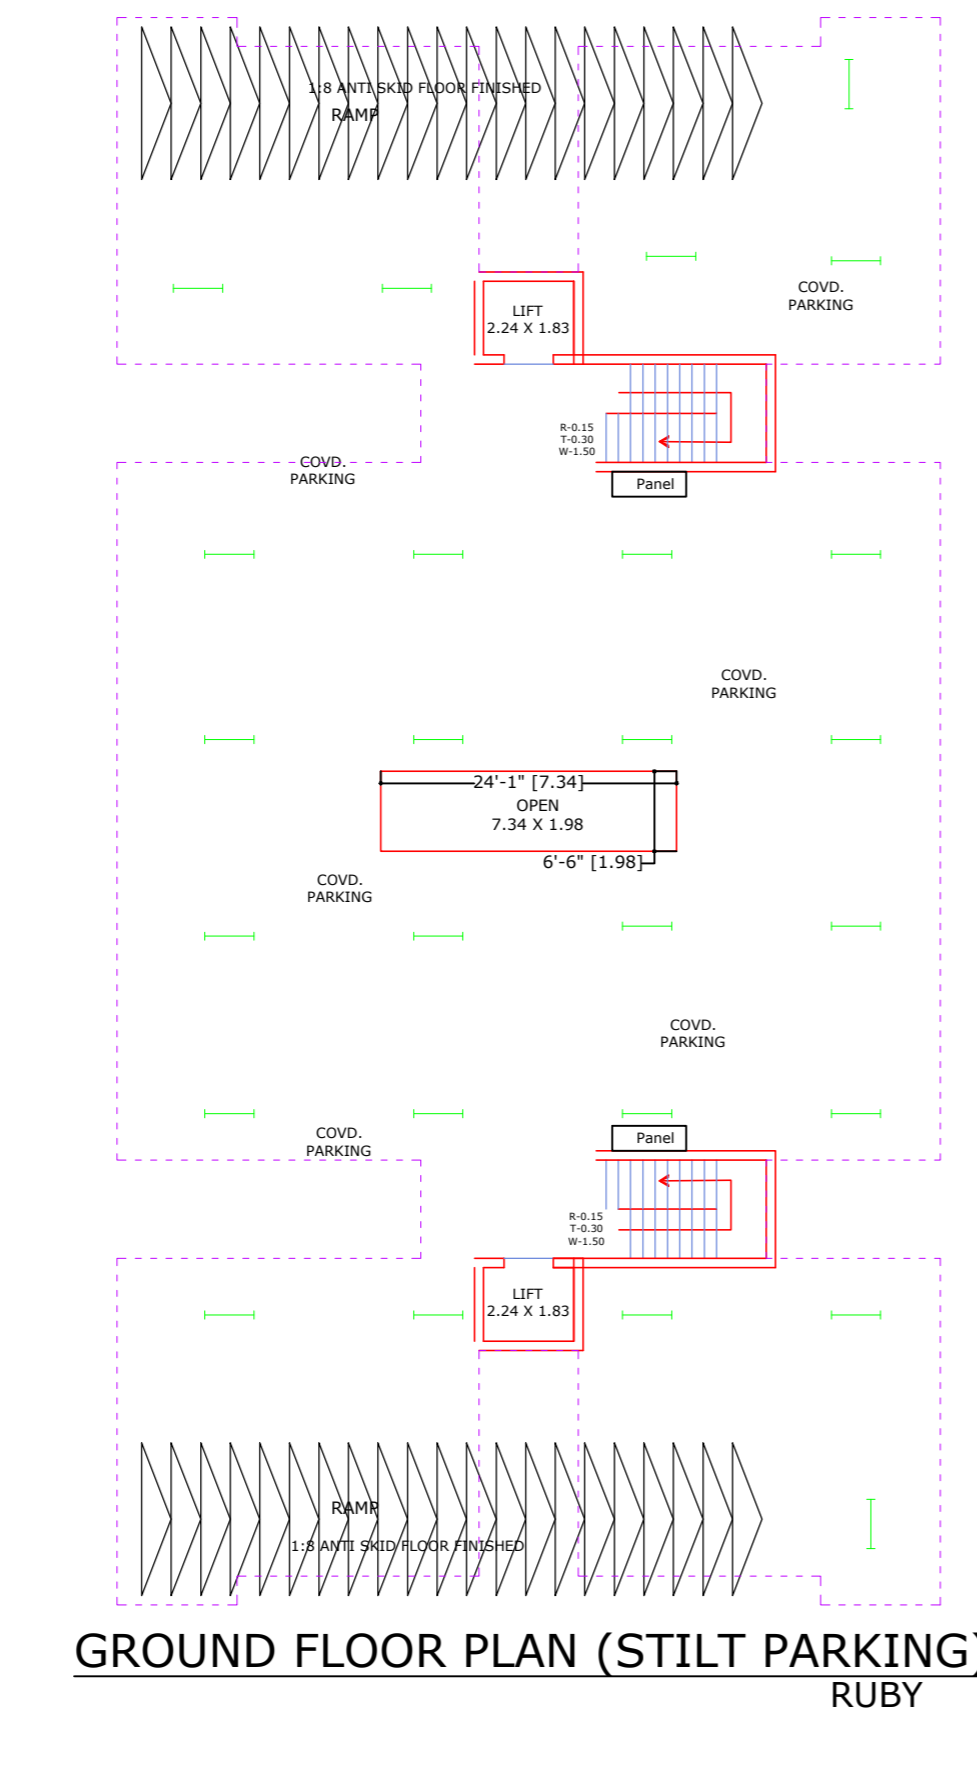 1:8 ANTI SKID FLOOR FINISHED
RAMP
COVD.
PARKING
LIFT
2.24 X 1.83
R-0.15
T-0.30
W-1.50
COVD.
PARKING
Panel
COVD.
PARKING
24'-1" [7.34]
OPEN
7.34 X 1.98
6'-6" [1.98]
COVD.
PARKING
COVD.
PARKING
COVD.
PARKING
Panel
R-0.15
T-0.30
W-1.50
LIFT
2.24 X 1.83
RAMP
1:8 ANTI SKID FLOOR FINISHED
GROUND FLOOR PLAN (STILT PARKING)
RUBY